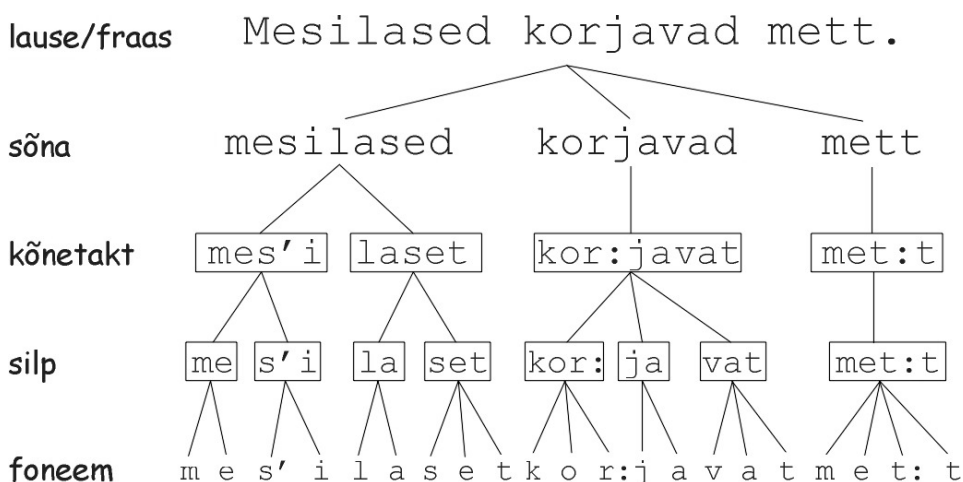 lause/fraas Mesilased korjavad mett.
sõna mesilased korjavad mett
kõnetakt mes’i laset kor:javat met:t
silp me s’i la set kor: ja vat met:t
foneem m e s’ i l a s e t k o r: j a v a t m e t: t